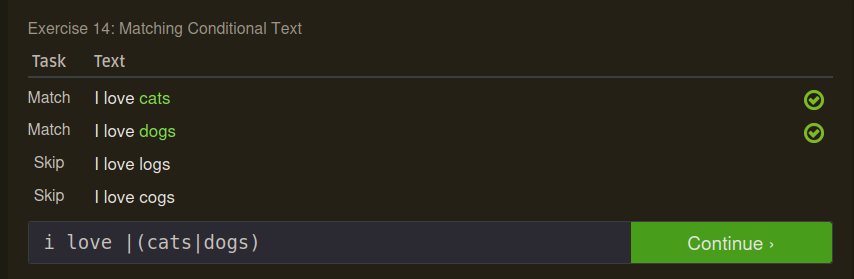 Exercise 14: Matching Conditional Text
Task Text
Match I love cats
Match I love dogs
Skip I love logs
Skip I love cogs
i love |(cats|dogs) Continue ›